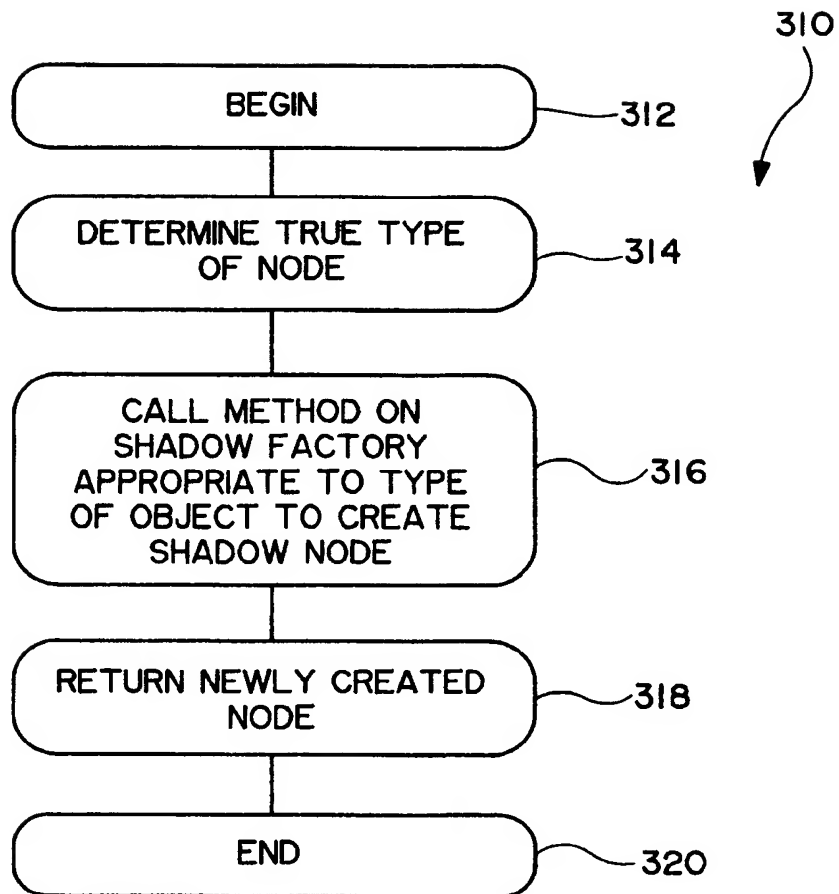 310
BEGIN
312
DETERMINE TRUE TYPE
OF NODE
314
CALL METHOD ON
SHADOW FACTORY
APPROPRIATE TO TYPE
OF OBJECT TO CREATE
SHADOW NODE
316
RETURN NEWLY CREATED
NODE
318
END
320